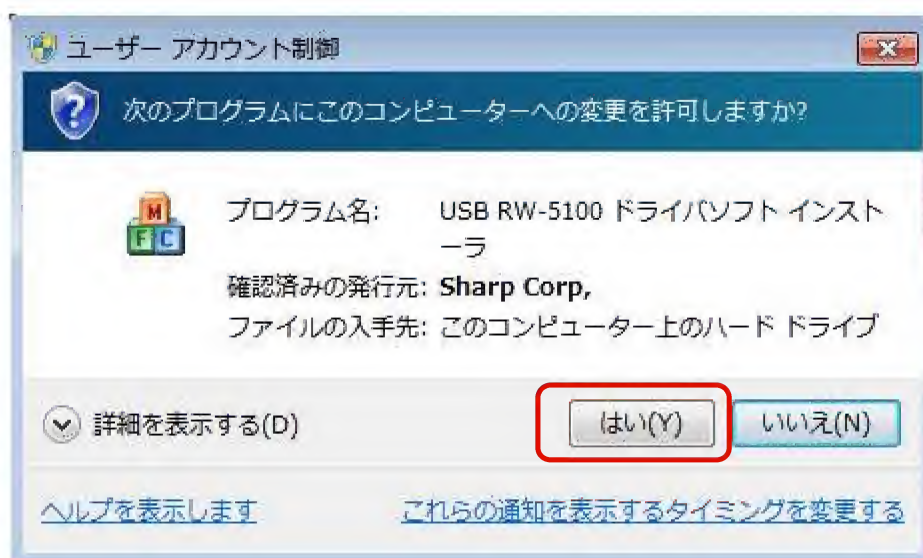 ユーザー アカウント制御
次のプログラムにこのコンピューターへの変更を許可しますか?
M
F C
プログラム名: USB RW-5100 ドライバソフト インスト
ーラ
確認済みの発行元: Sharp Corp,
ファイルの入手先: このコンピューター上のハード ドライブ
詳細を表示する(D) はい(Y) いいえ(N)
ヘルプを表示します これらの通知を表示するタイミングを変更する